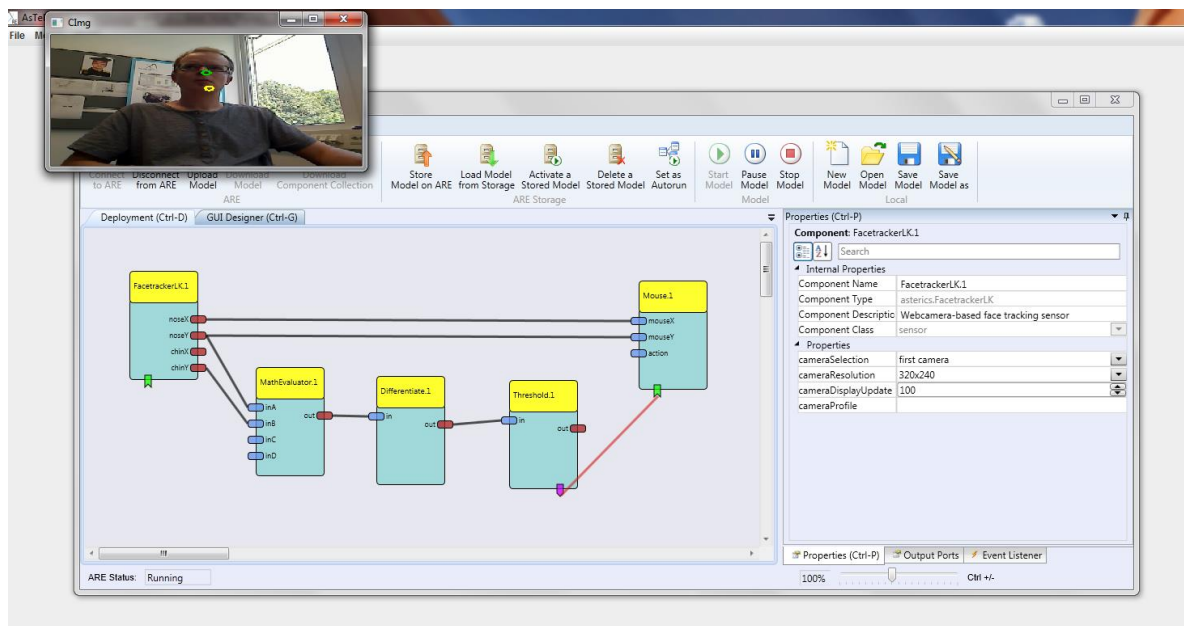 AsTe
CImg
File M
Connect to ARE
Disconnect from ARE
Upload Model
Download Model
Download Component Collection
ARE
Store Model on ARE
Load Model from Storage
Activate a Stored Model
Delete a Stored Model
Set as Autorun
ARE Storage
Start Model
Pause Model
Stop Model
Model
New Model
Open Model
Save Model
Save Model as
Local
Deployment (Ctrl-D)
GUI Designer (Ctrl-G)
FacetrackerLK.1
noseX
noseY
chinX
chinY
MathEvaluator.1
inA
inB
inC
inD
out
Differentiate.1
in
out
Threshold.1
in
out
Mouse.1
mouseX
mouseY
action
Properties (Ctrl-P)
Component: FacetrackerLK.1
Search
Internal Properties
Component Name FacetrackerLK.1
Component Type asterics.FacetrackerLK
Component Descriptic Webcamera-based face tracking sensor
Component Class sensor
Properties
cameraSelection first camera
cameraResolution 320x240
cameraDisplayUpdate 100
cameraProfile
Properties (Ctrl-P) Output Ports Event Listener
ARE Status: Running
100% Ctrl +/-